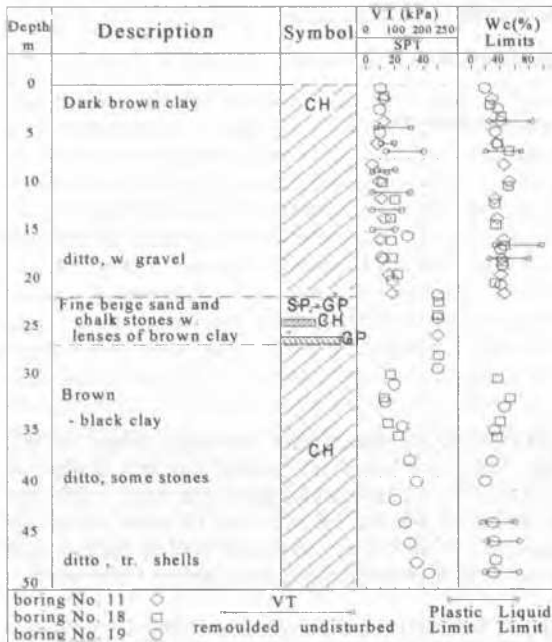 Depth m
Description
Symbol
VT (kPa)
0 100 200 250
SPT
0 20 40
Wc(%)
Limits
0 40 80
0
Dark brown clay
CH
5
10
15
ditto, w. gravel
20
Fine beige sand and
chalk stones w.
lenses of brown clay
SP-GP
CH
GP
25
30
Brown
- black clay
35
CH
ditto, some stones
40
45
ditto, tr. shells
50
boring No. 11
boring No. 18
boring No. 19
VT
remoulded undisturbed
Plastic Limit
Liquid Limit